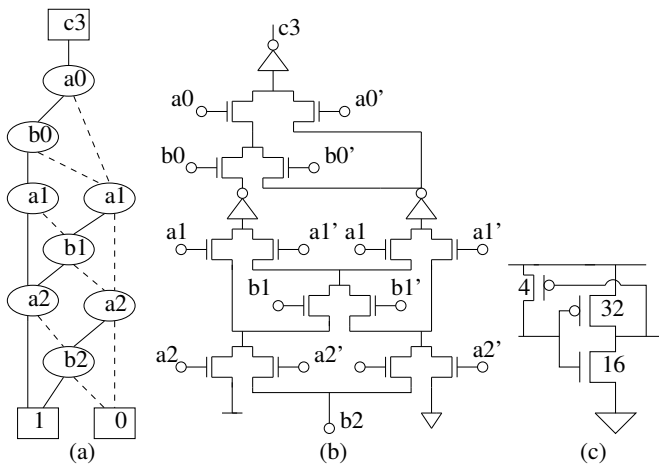 c3
a0
b0
a1 a1
b1
a2 a2
b2
1 0
(a)
c3
a0 a0’
b0 b0’
a1 a1’ a1 a1’
b1 b1’
a2 a2’ a2’
b2
(b)
4 32
16
(c)